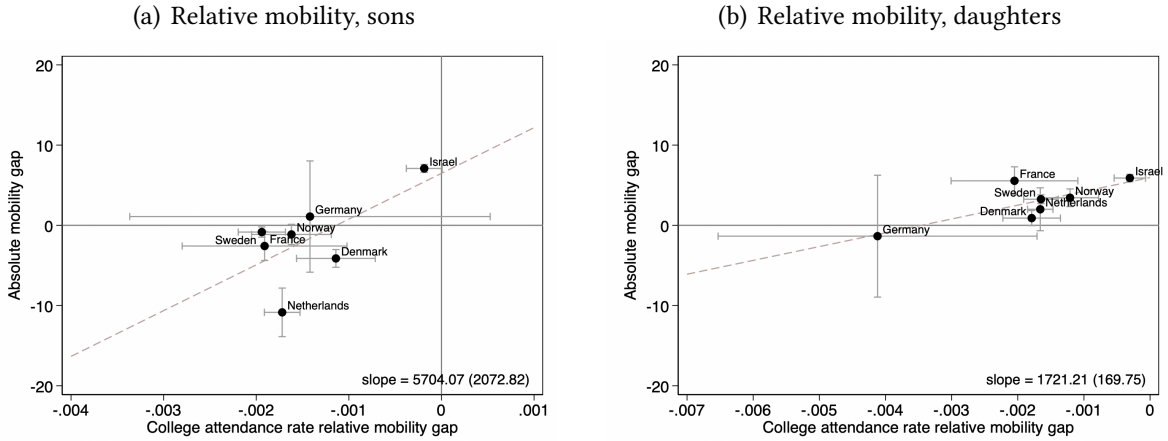 (a) Relative mobility, sons
20
10
0
-10
-20
Absolute mobility gap
Israel
Germany
Norway
Sweden
France
Denmark
Netherlands
slope = 5704.07 (2072.82)
-.004
-.003
-.002
-.001
0
.001
College attendance rate relative mobility gap
(b) Relative mobility, daughters
20
10
0
-10
-20
Absolute mobility gap
France
Israel
Sweden
Norway
Netherlands
Denmark
Germany
slope = 1721.21 (169.75)
-.007
-.006
-.005
-.004
-.003
-.002
-.001
0
College attendance rate relative mobility gap